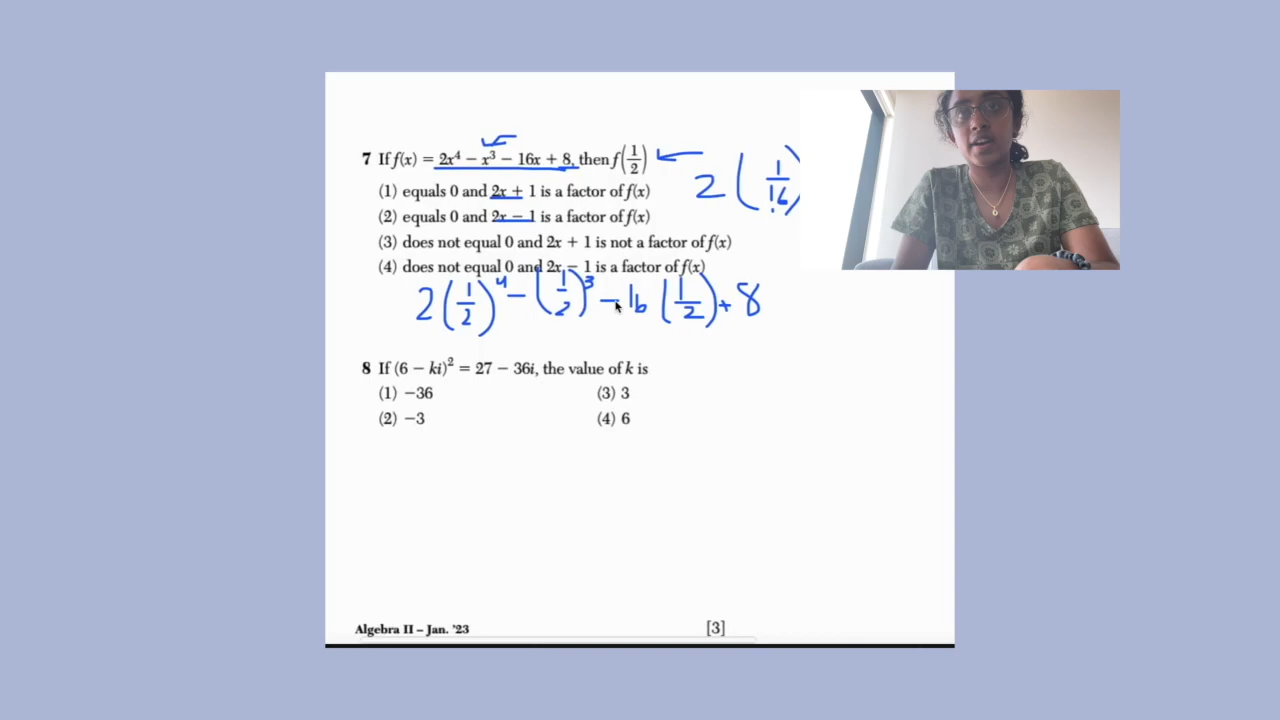 7 If f(x) = 2x⁴ − x³ − 16x + 8, then f(1/2)
(1) equals 0 and 2x + 1 is a factor of f(x)
(2) equals 0 and 2x − 1 is a factor of f(x)
(3) does not equal 0 and 2x + 1 is not a factor of f(x)
(4) does not equal 0 and 2x − 1 is a factor of f(x)
2(1/16)
2(1/2)⁴ − (1/2)³ − 16(1/2) + 8
8 If (6 − ki)² = 27 − 36i, the value of k is
(1) −36 (3) 3
(2) −3 (4) 6
Algebra II – Jan. '23 [3]